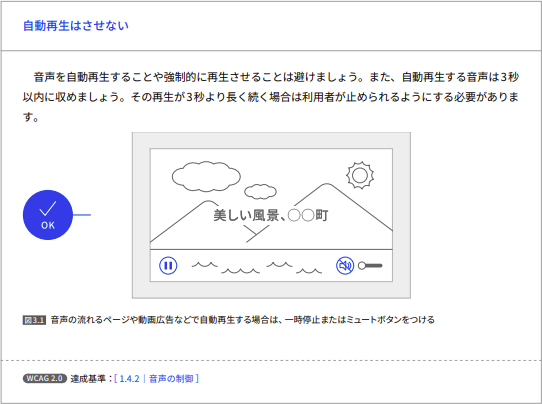 自動再生はさせない
音声を自動再生することや強制的に再生させることは避けましょう。また、自動再生する音声は3秒
以内に収めましょう。その再生が3秒より長く続く場合は利用者が止められるようにする必要がありま
す。
美しい風景、〇〇町
OK
図3.1 音声の流れるページや動画広告などで自動再生する場合は、一時停止またはミュートボタンをつける
WCAG 2.0 達成基準：[ 1.4.2｜音声の制御 ]